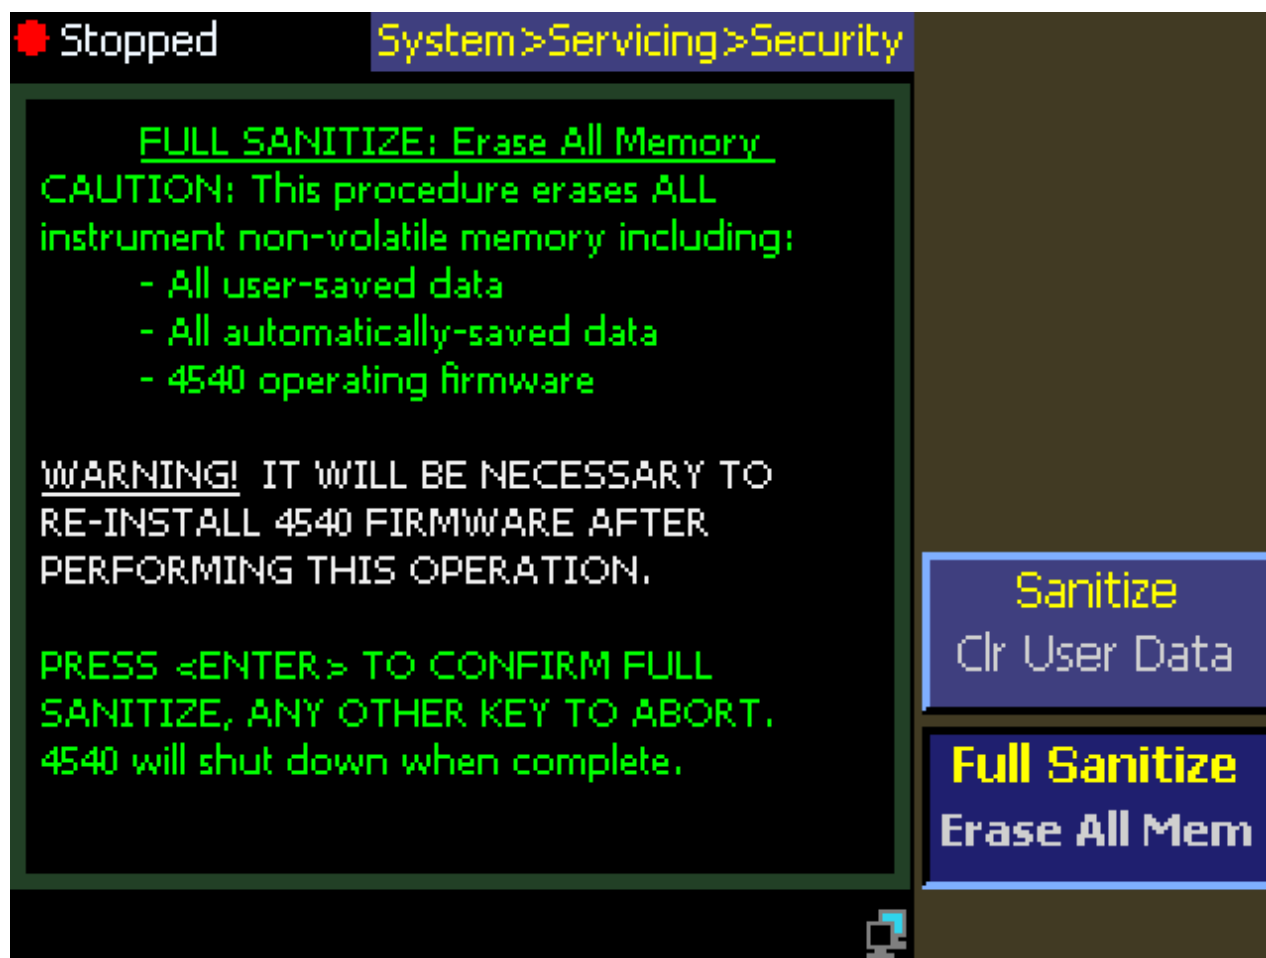 Stopped
System>Servicing>Security
FULL SANITIZE: Erase All Memory
CAUTION: This procedure erases ALL
instrument non-volatile memory including:
- All user-saved data
- All automatically-saved data
- 4540 operating firmware
WARNING! IT WILL BE NECESSARY TO
RE-INSTALL 4540 FIRMWARE AFTER
PERFORMING THIS OPERATION.
PRESS <ENTER> TO CONFIRM FULL
SANITIZE, ANY OTHER KEY TO ABORT.
4540 will shut down when complete.
Sanitize
Clr User Data
Full Sanitize
Erase All Mem